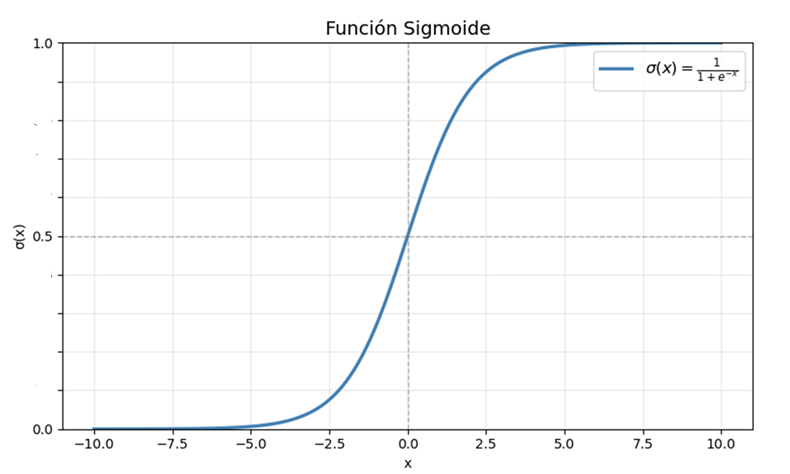 Función Sigmoide
1.0
σ(x) = 1 / (1 + e^−x)
0.5
σ(x)
0.0
−10.0 −7.5 −5.0 −2.5 0.0 2.5 5.0 7.5 10.0
x